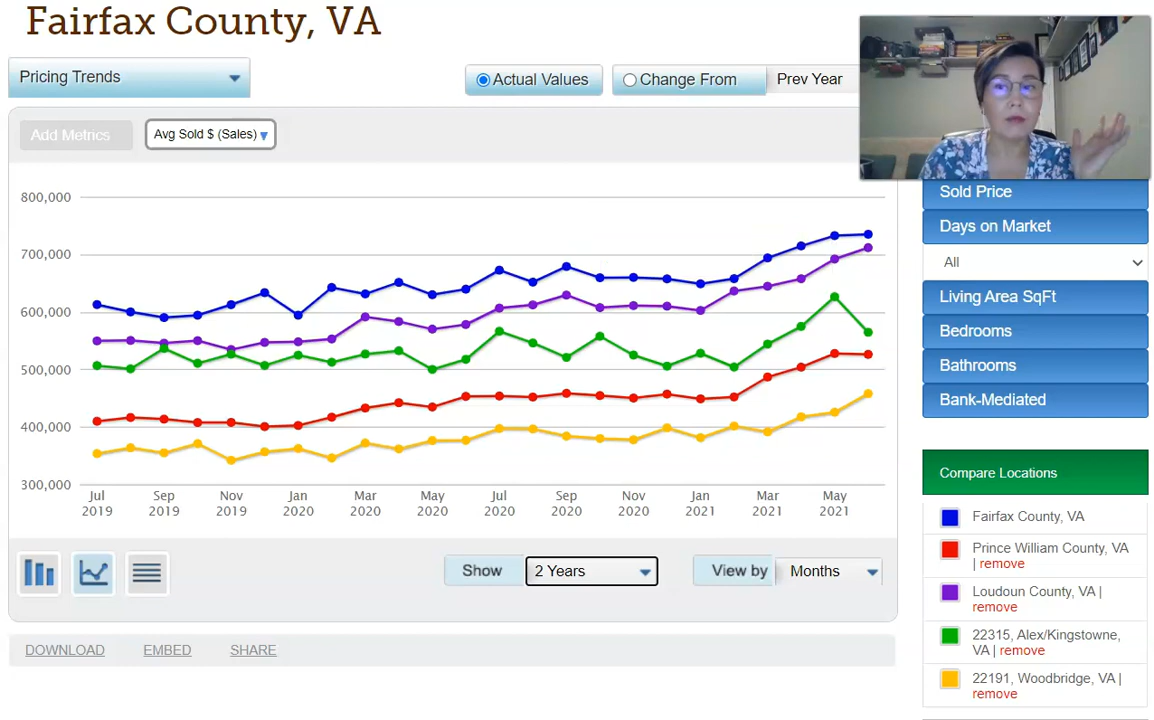 Fairfax County, VA
Pricing Trends
Actual Values
Change From
Prev Year
Add Metrics
Avg Sold $ (Sales)
800,000
700,000
600,000
500,000
400,000
300,000
Jul
2019
Sep
2019
Nov
2019
Jan
2020
Mar
2020
May
2020
Jul
2020
Sep
2020
Nov
2020
Jan
2021
Mar
2021
May
2021
Show
2 Years
View by
Months
DOWNLOAD
EMBED
SHARE
Sold Price
Days on Market
All
Living Area SqFt
Bedrooms
Bathrooms
Bank-Mediated
Compare Locations
Fairfax County, VA
Prince William County, VA
| remove
Loudoun County, VA |
remove
22315, Alex/Kingstowne,
VA | remove
22191, Woodbridge, VA |
remove